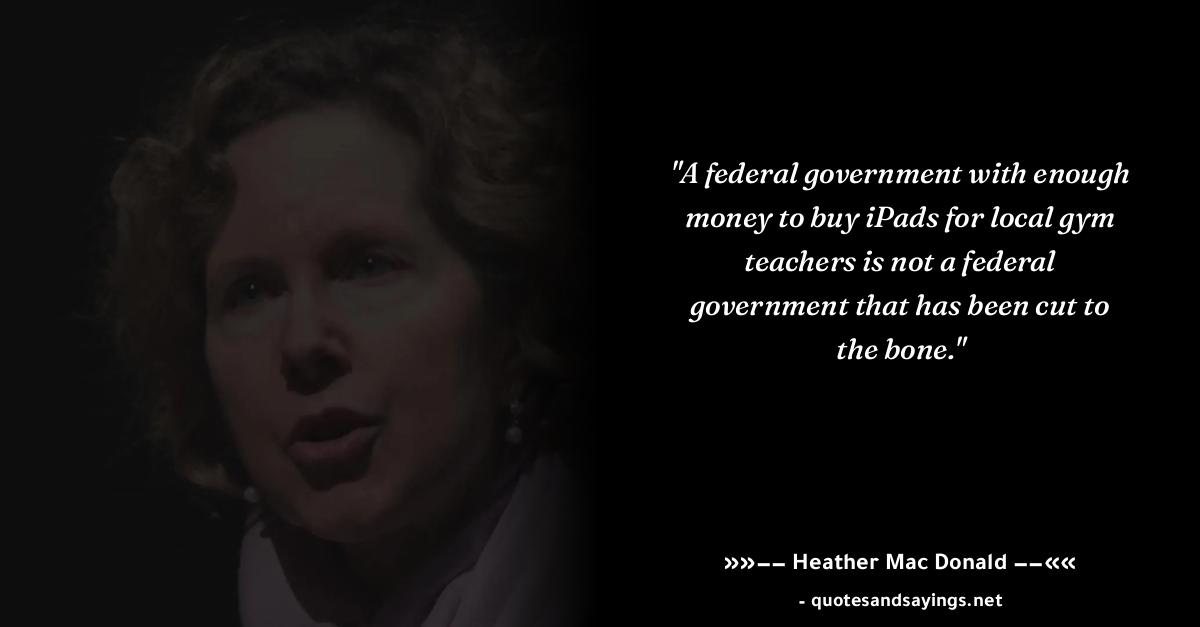 "A federal government with enough
money to buy iPads for local gym
teachers is not a federal
government that has been cut to
the bone."
»»−− Heather Mac Donald −−««
- quotesandsayings.net